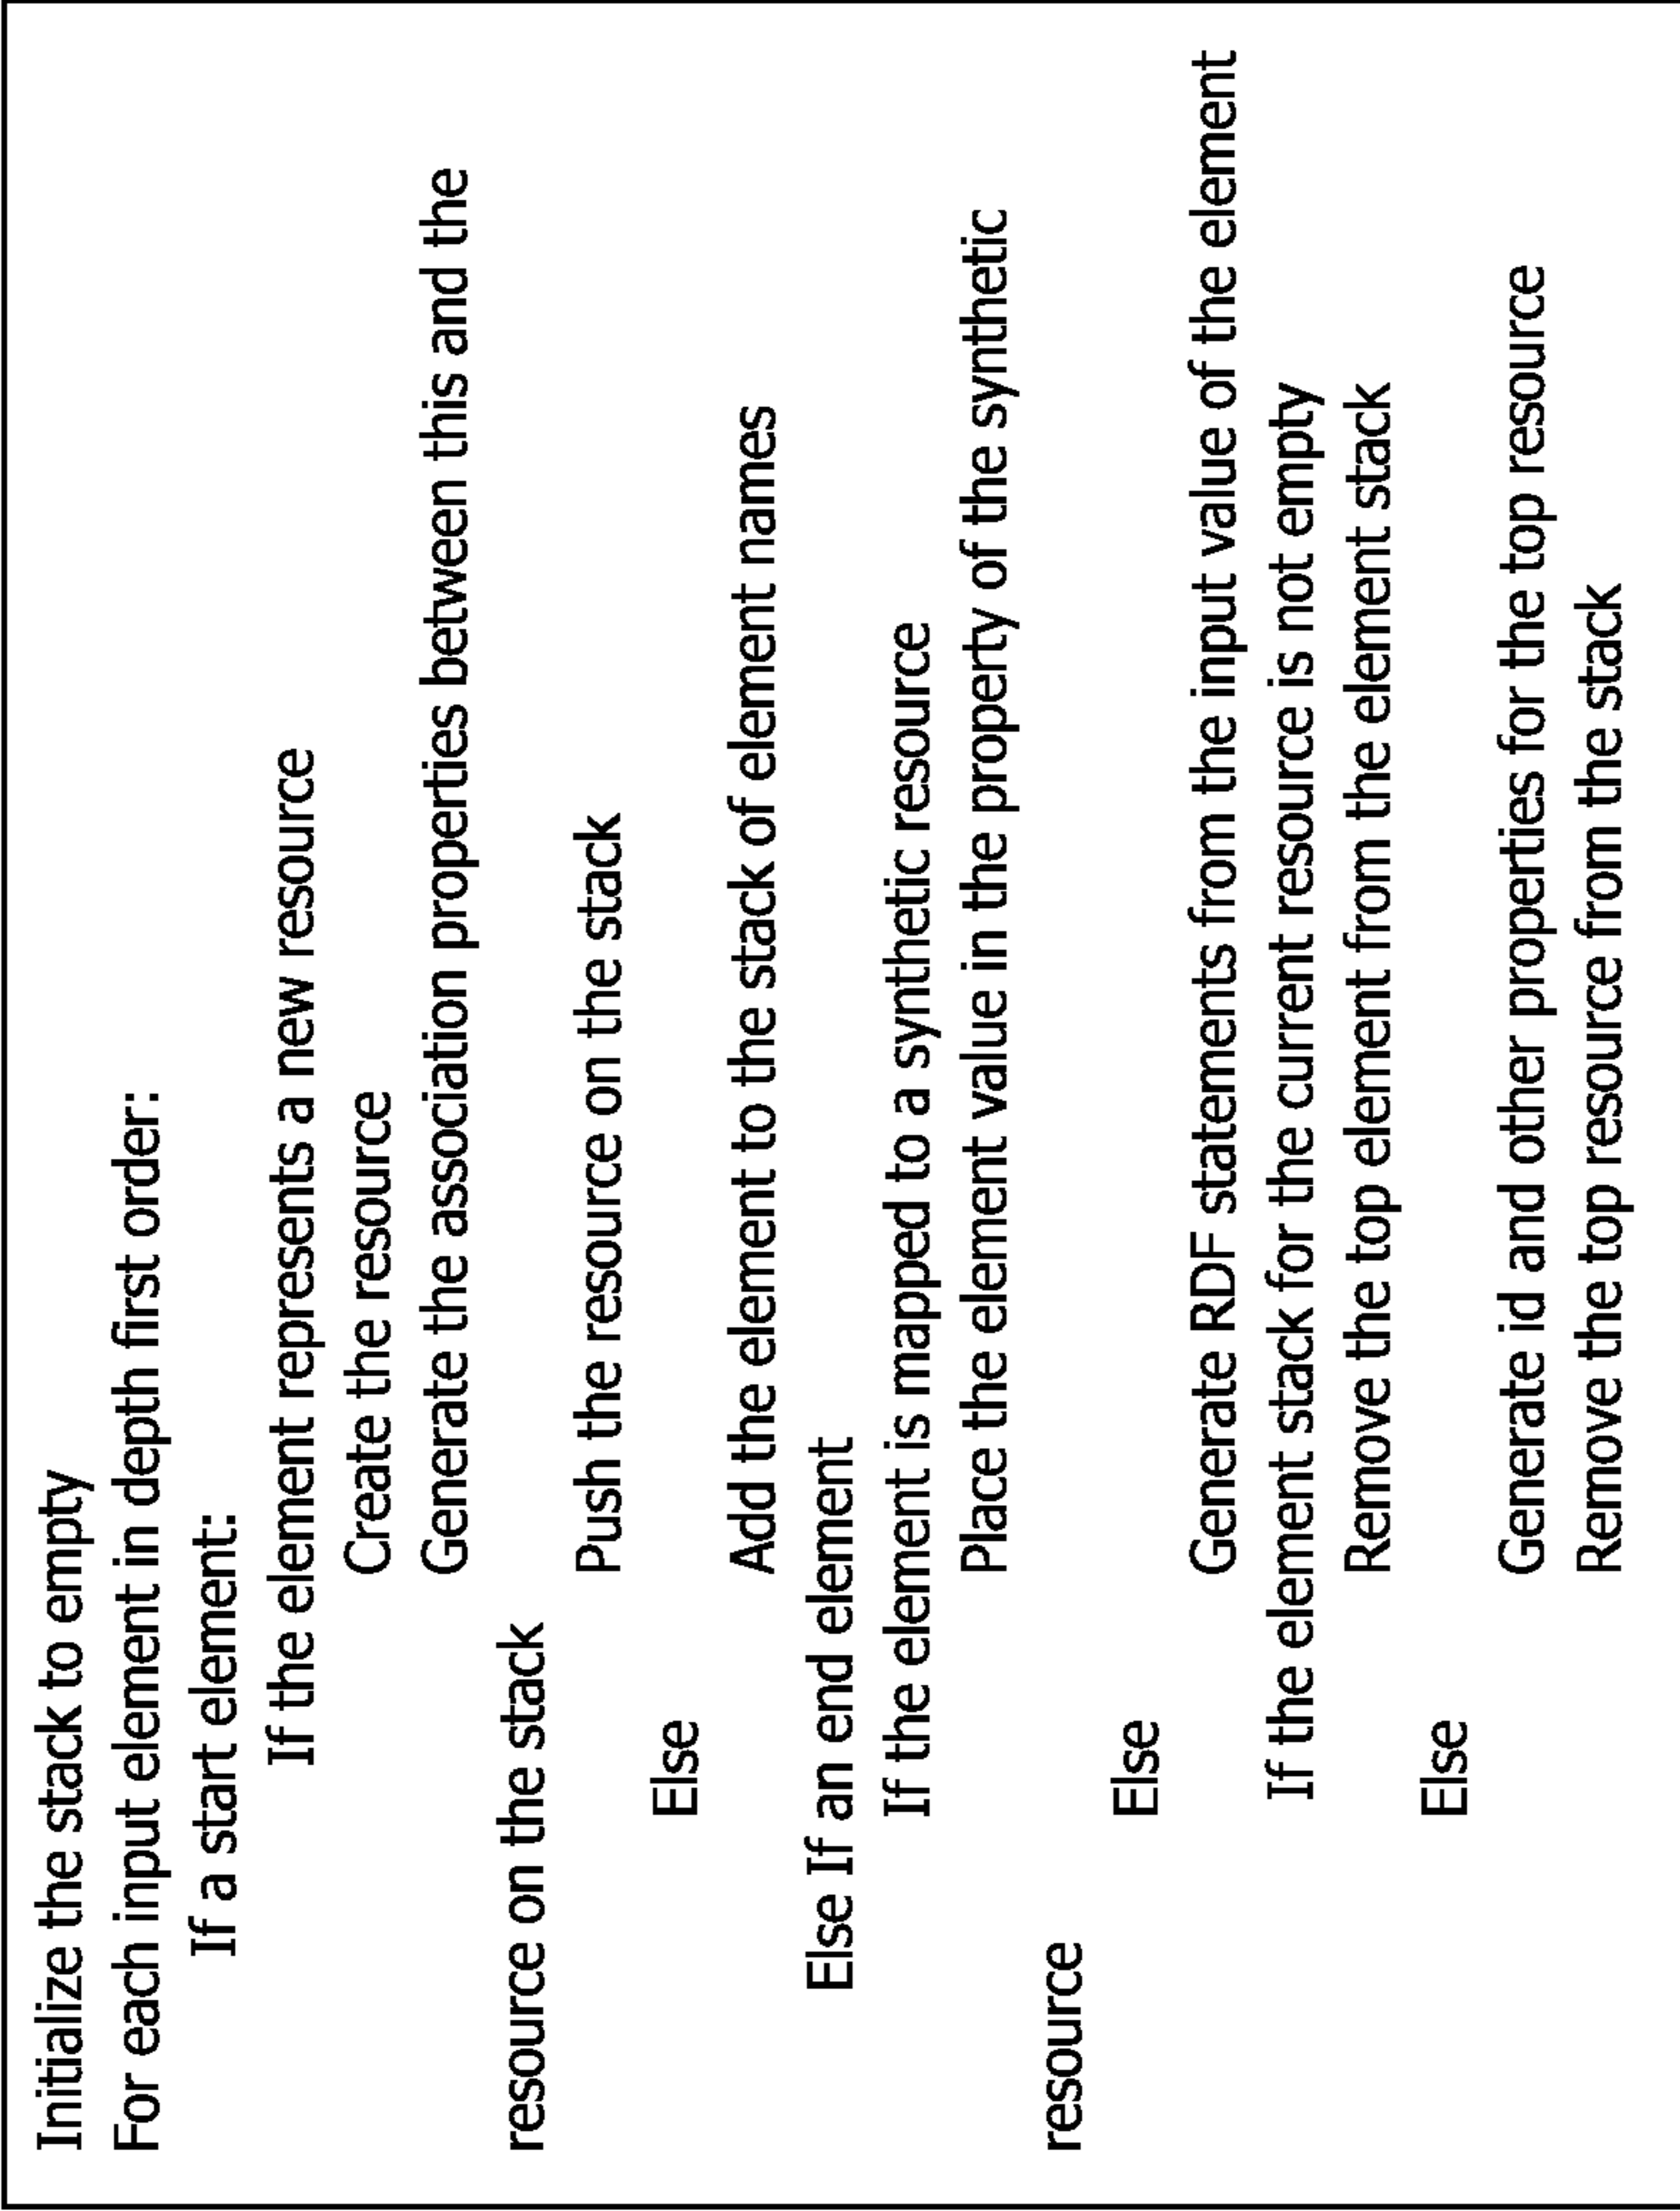 Initialize the stack to empty
For each input element in depth first order:
If a start element:
If the element represents a new resource
Create the resource
Generate the association properties between this and the
resource on the stack
Push the resource on the stack
Else
Add the element to the stack of element names
Else If an end element
If the element is mapped to a synthetic resource
Place the element value in the property of the synthetic
resource
Else
Generate RDF statements from the input value of the element
If the element stack for the current resource is not empty
Remove the top element from the element stack
Else
Generate id and other properties for the top resource
Remove the top resource from the stack